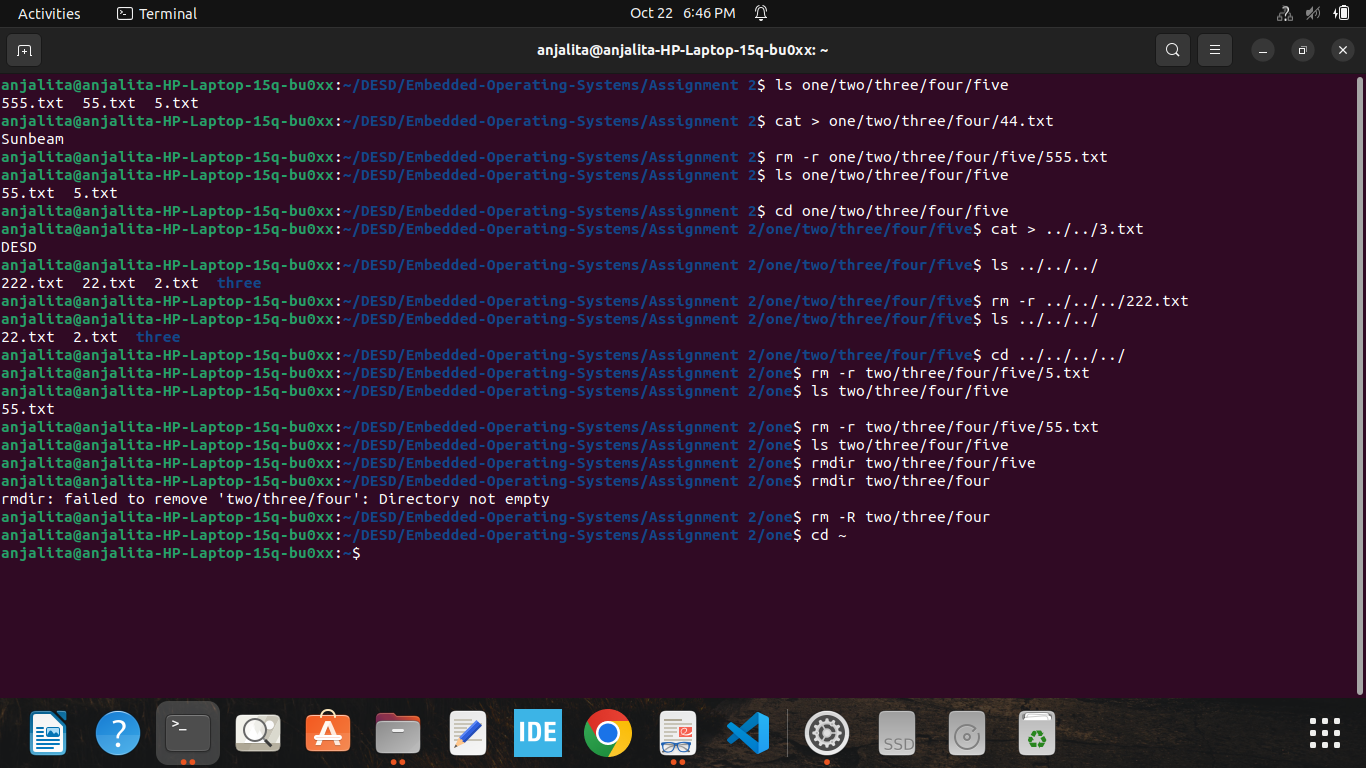 Activities Terminal Oct 22 6:46 PM
anjalita@anjalita-HP-Laptop-15q-bu0xx: ~
anjalita@anjalita-HP-Laptop-15q-bu0xx:~/DESD/Embedded-Operating-Systems/Assignment 2$ ls one/two/three/four/five
555.txt  55.txt  5.txt
anjalita@anjalita-HP-Laptop-15q-bu0xx:~/DESD/Embedded-Operating-Systems/Assignment 2$ cat > one/two/three/four/44.txt
Sunbeam
anjalita@anjalita-HP-Laptop-15q-bu0xx:~/DESD/Embedded-Operating-Systems/Assignment 2$ rm -r one/two/three/four/five/555.txt
anjalita@anjalita-HP-Laptop-15q-bu0xx:~/DESD/Embedded-Operating-Systems/Assignment 2$ ls one/two/three/four/five
55.txt  5.txt
anjalita@anjalita-HP-Laptop-15q-bu0xx:~/DESD/Embedded-Operating-Systems/Assignment 2$ cd one/two/three/four/five
anjalita@anjalita-HP-Laptop-15q-bu0xx:~/DESD/Embedded-Operating-Systems/Assignment 2/one/two/three/four/five$ cat > ../../3.txt
DESD
anjalita@anjalita-HP-Laptop-15q-bu0xx:~/DESD/Embedded-Operating-Systems/Assignment 2/one/two/three/four/five$ ls ../../../
222.txt  22.txt  2.txt  three
anjalita@anjalita-HP-Laptop-15q-bu0xx:~/DESD/Embedded-Operating-Systems/Assignment 2/one/two/three/four/five$ rm -r ../../../222.txt
anjalita@anjalita-HP-Laptop-15q-bu0xx:~/DESD/Embedded-Operating-Systems/Assignment 2/one/two/three/four/five$ ls ../../../
22.txt  2.txt  three
anjalita@anjalita-HP-Laptop-15q-bu0xx:~/DESD/Embedded-Operating-Systems/Assignment 2/one/two/three/four/five$ cd ../../../../
anjalita@anjalita-HP-Laptop-15q-bu0xx:~/DESD/Embedded-Operating-Systems/Assignment 2/one$ rm -r two/three/four/five/5.txt
anjalita@anjalita-HP-Laptop-15q-bu0xx:~/DESD/Embedded-Operating-Systems/Assignment 2/one$ ls two/three/four/five
55.txt
anjalita@anjalita-HP-Laptop-15q-bu0xx:~/DESD/Embedded-Operating-Systems/Assignment 2/one$ rm -r two/three/four/five/55.txt
anjalita@anjalita-HP-Laptop-15q-bu0xx:~/DESD/Embedded-Operating-Systems/Assignment 2/one$ ls two/three/four/five
anjalita@anjalita-HP-Laptop-15q-bu0xx:~/DESD/Embedded-Operating-Systems/Assignment 2/one$ rmdir two/three/four/five
anjalita@anjalita-HP-Laptop-15q-bu0xx:~/DESD/Embedded-Operating-Systems/Assignment 2/one$ rmdir two/three/four
rmdir: failed to remove 'two/three/four': Directory not empty
anjalita@anjalita-HP-Laptop-15q-bu0xx:~/DESD/Embedded-Operating-Systems/Assignment 2/one$ rm -R two/three/four
anjalita@anjalita-HP-Laptop-15q-bu0xx:~/DESD/Embedded-Operating-Systems/Assignment 2/one$ cd ~
anjalita@anjalita-HP-Laptop-15q-bu0xx:~$
? >_ A IDE SSD